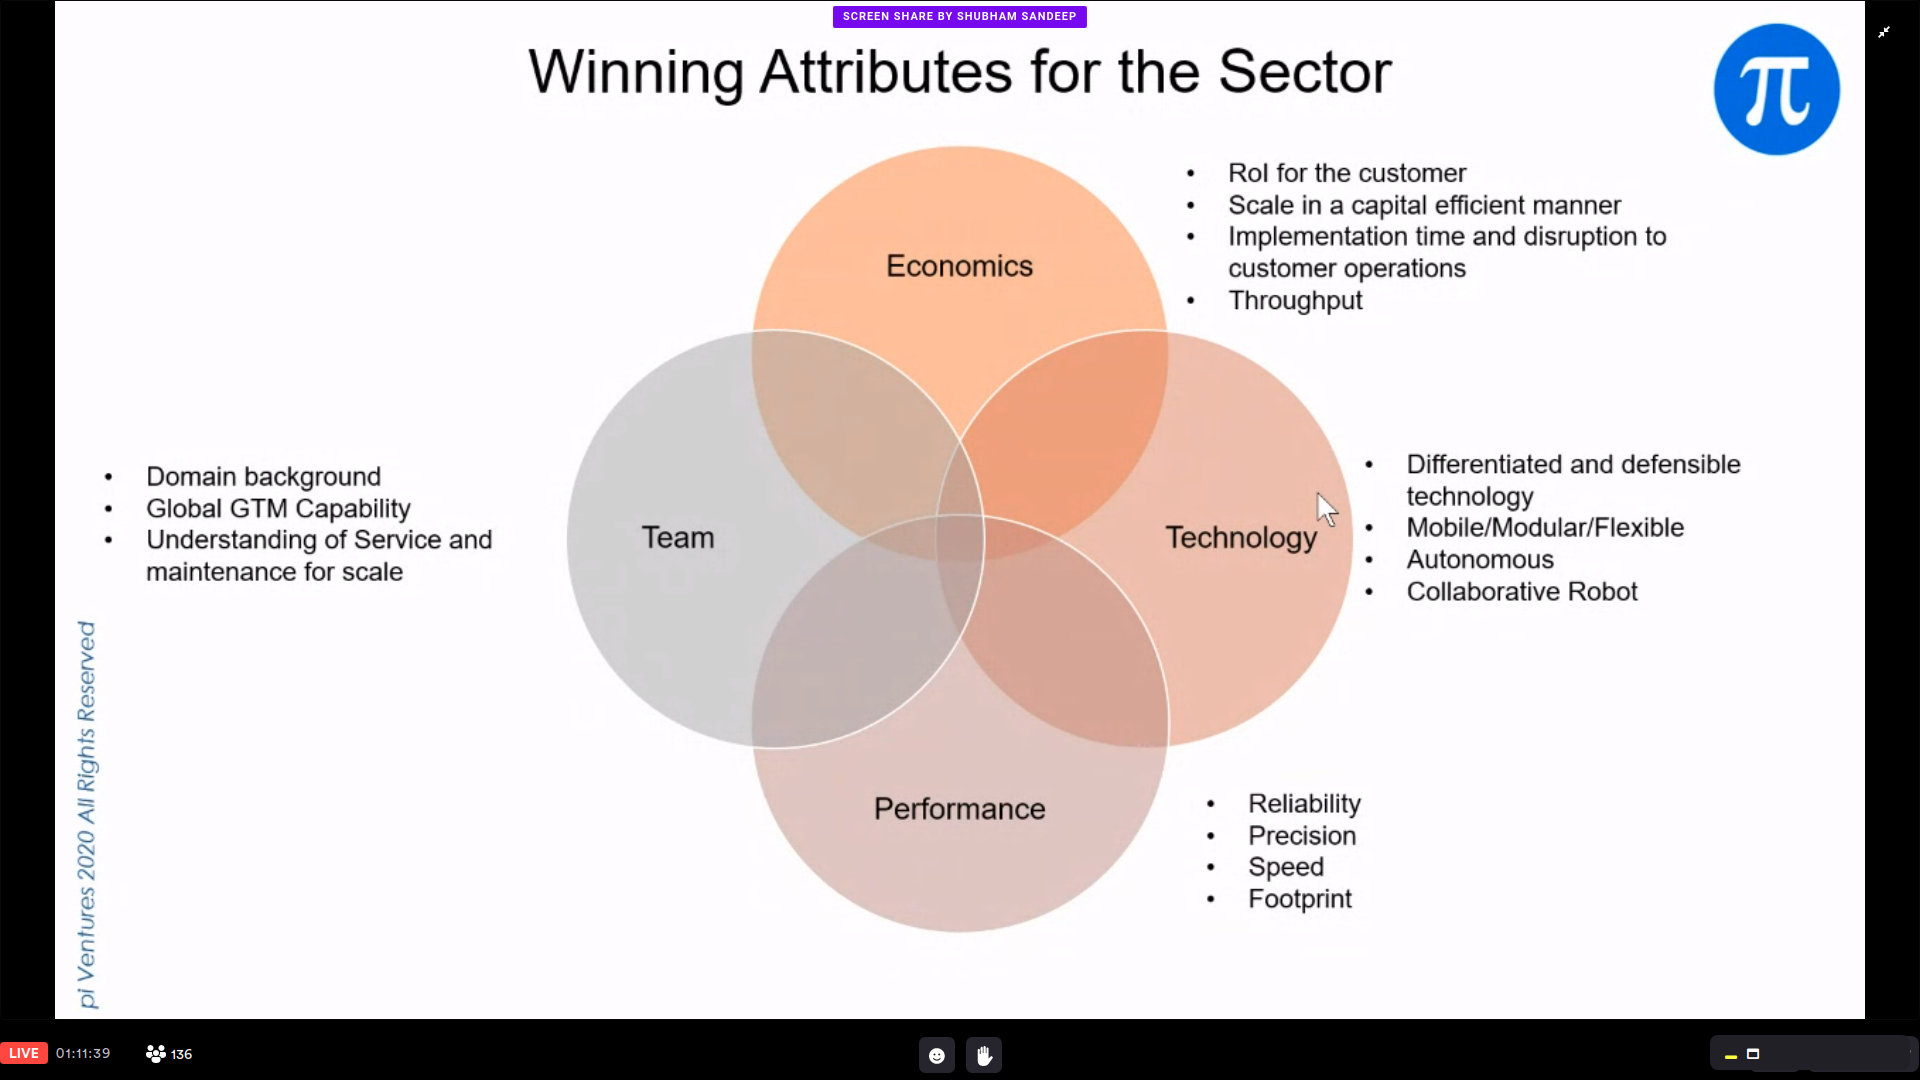 SCREEN SHARE BY SHUBHAM SANDEEP
Winning Attributes for the Sector
π
Economics
• RoI for the customer
• Scale in a capital efficient manner
• Implementation time and disruption to
customer operations
• Throughput
Team
• Domain background
• Global GTM Capability
• Understanding of Service and
maintenance for scale
Technology
• Differentiated and defensible
technology
• Mobile/Modular/Flexible
• Autonomous
• Collaborative Robot
Performance
• Reliability
• Precision
• Speed
• Footprint
pi Ventures 2020 All Rights Reserved
LIVE 01:11:39 136